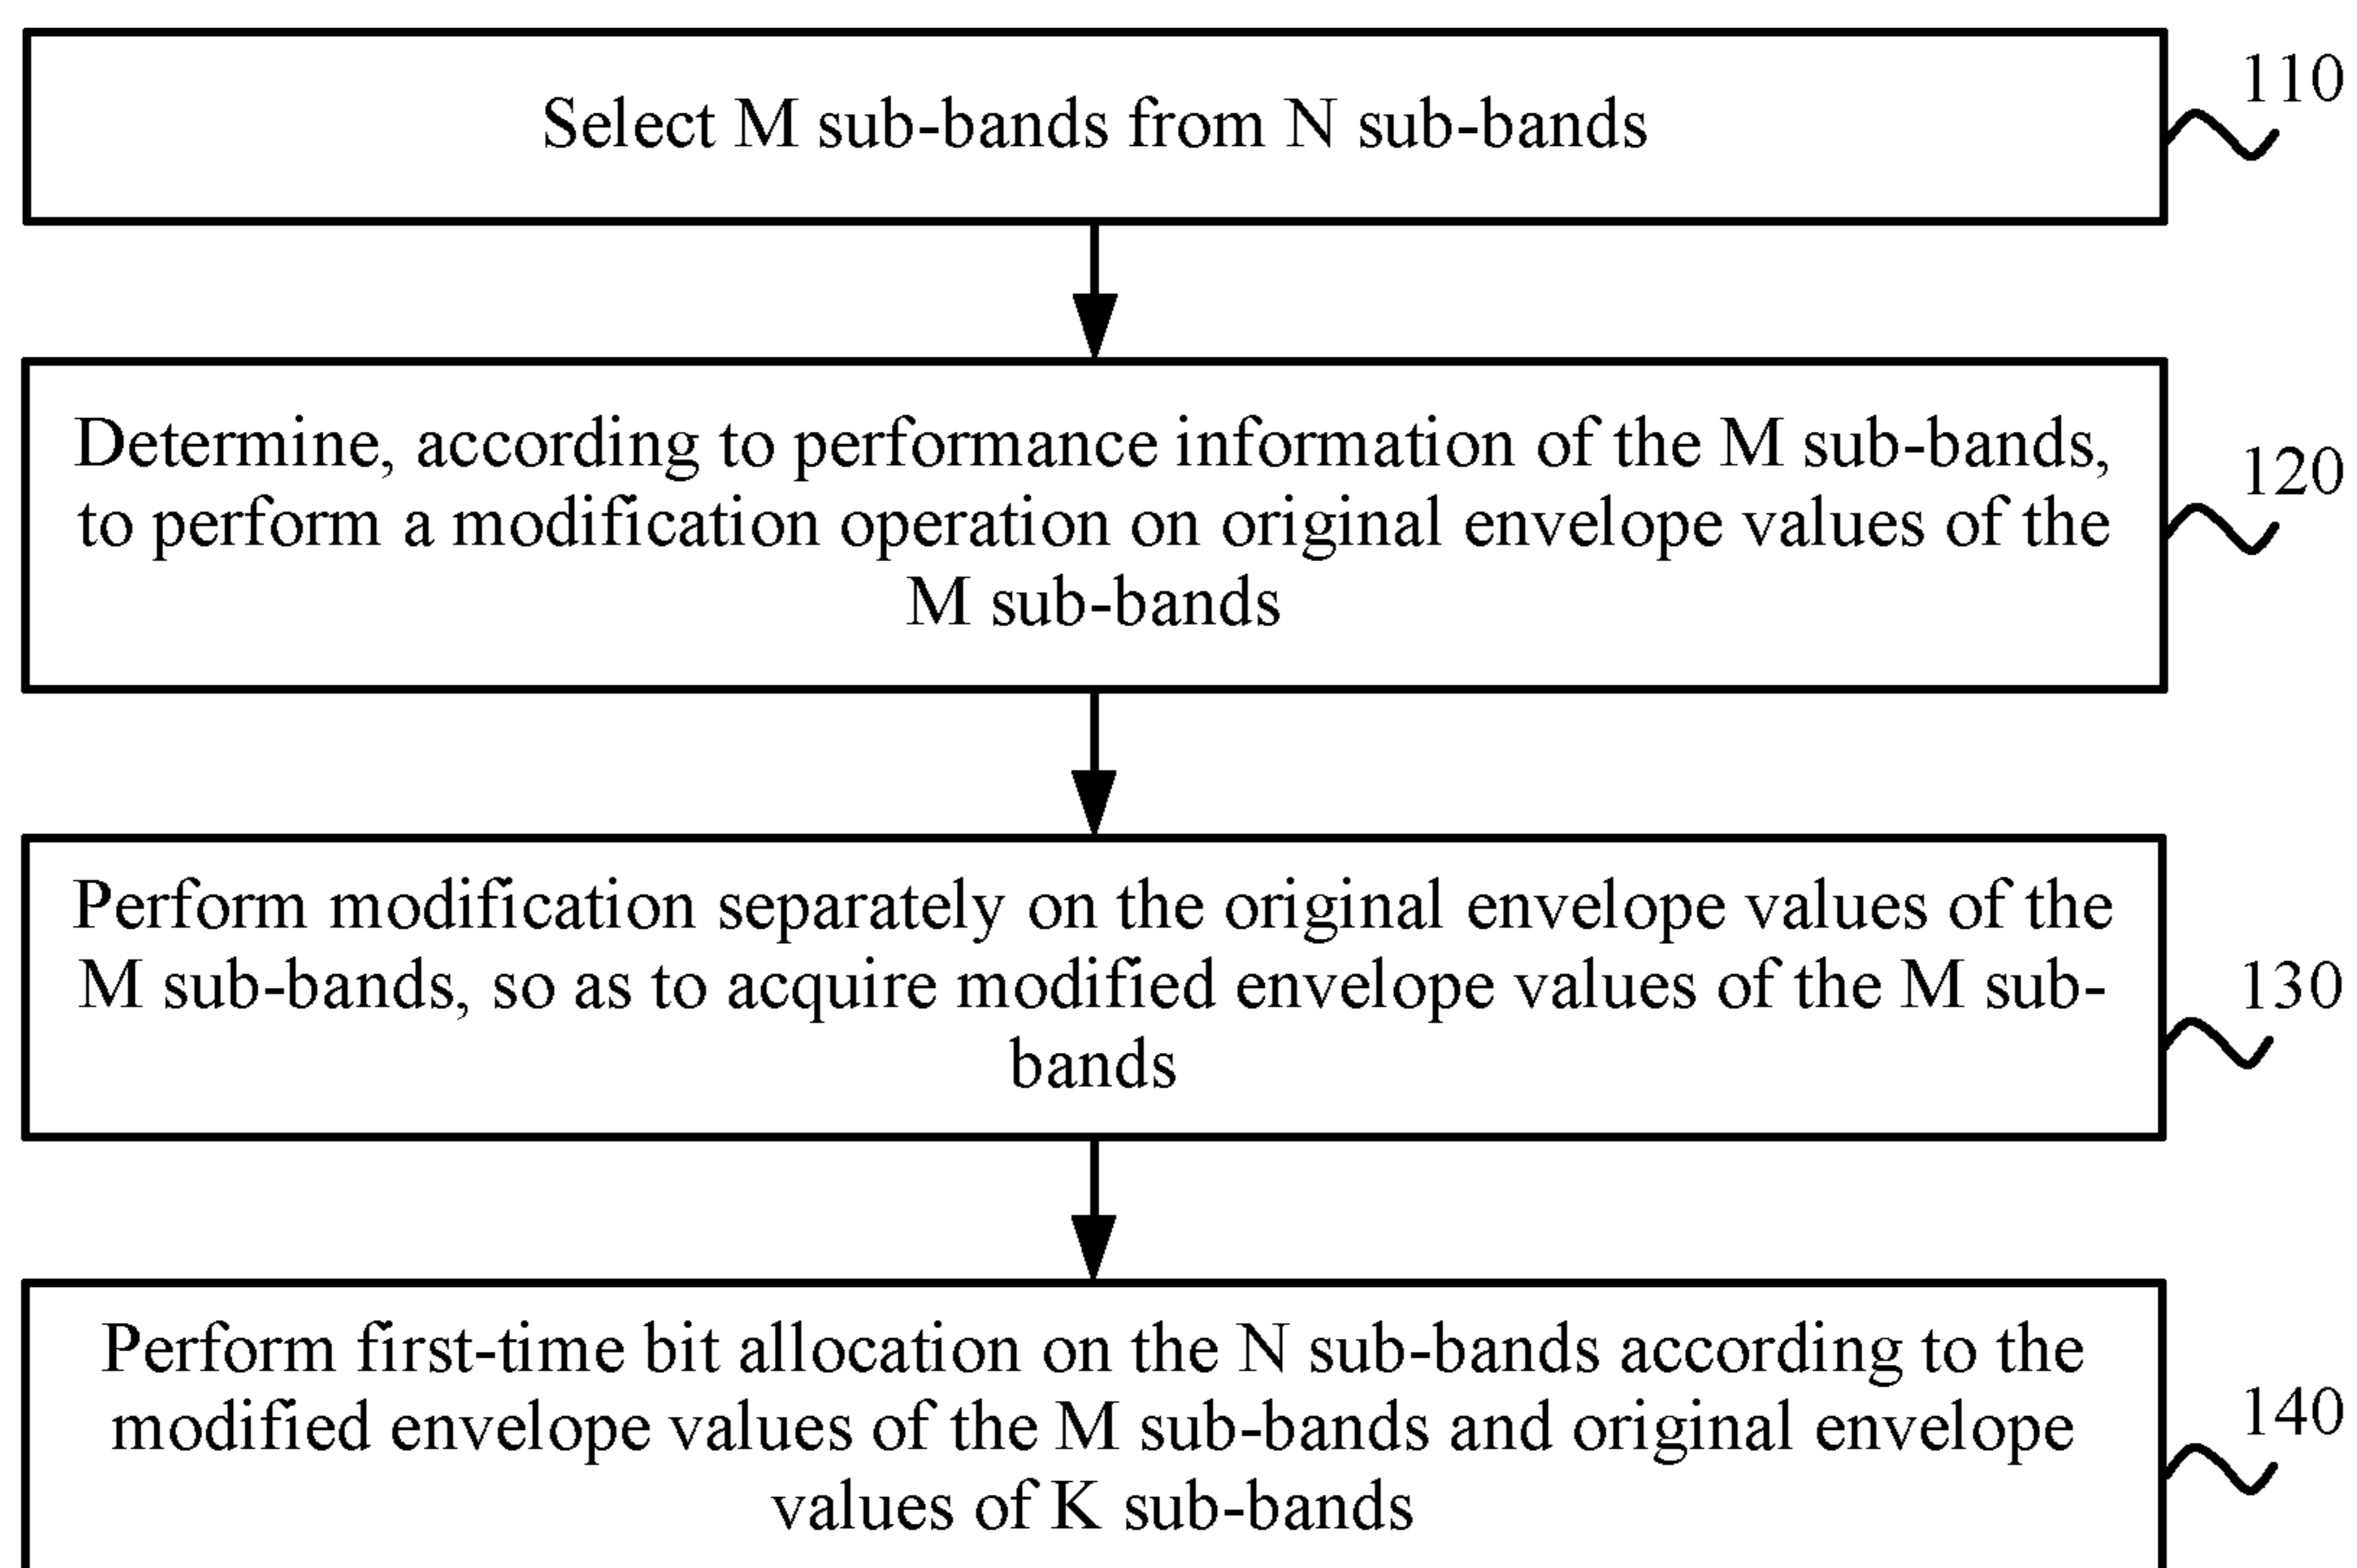 Select M sub-bands from N sub-bands
110
Determine, according to performance information of the M sub-bands,
to perform a modification operation on original envelope values of the
M sub-bands
120
Perform modification separately on the original envelope values of the
M sub-bands, so as to acquire modified envelope values of the M sub-
bands
130
Perform first-time bit allocation on the N sub-bands according to the
modified envelope values of the M sub-bands and original envelope
values of K sub-bands
140